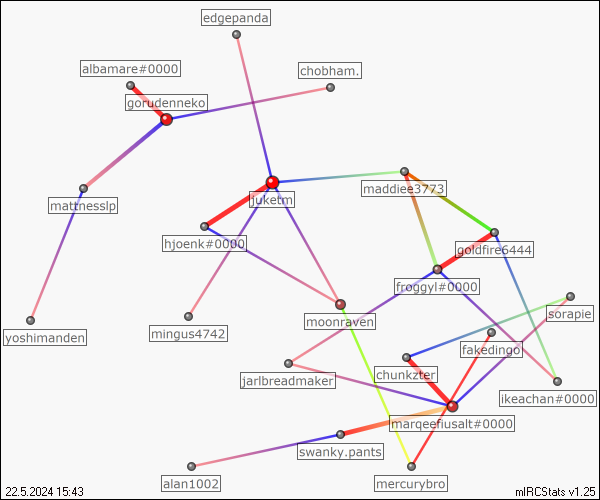 edgepanda
albamare#0000
chobham.
gorudenneko
maddiee3773
mattnesslp
juketm
hjoenk#0000
goldfire6444
froggyl#0000
sorapie
moonraven
mingus4742
yoshimanden
fakedingo
chunkzter
jarlbreadmaker
ikeachan#0000
marqeefiusalt#0000
swanky.pants
alan1002
mercurybro
22.5.2024 15:43
mIRCStats v1.25